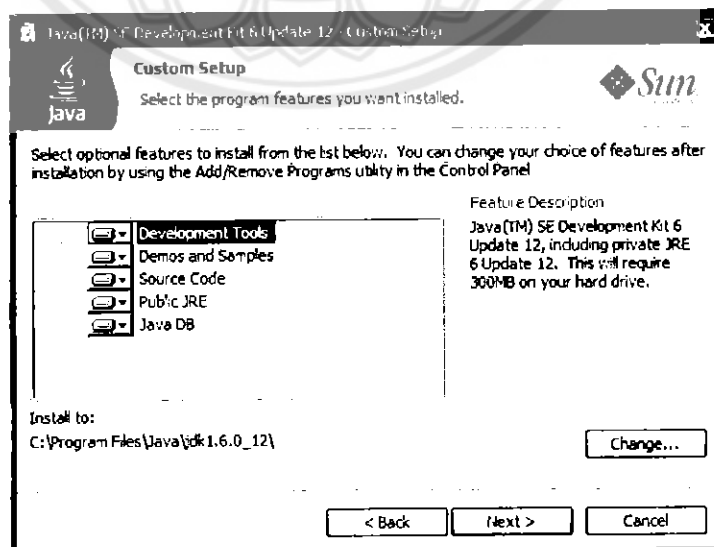 Java(TM) SE Development Kit 6 Update 12 - Custom Setup
Custom Setup
Select the program features you want installed.
Java
Sun
Select optional features to install from the list below. You can change your choice of features after
installation by using the Add/Remove Programs utility in the Control Panel
Feature Description
Development Tools
Demos and Samples
Source Code
Public JRE
Java DB
Java(TM) SE Development Kit 6
Update 12, including private JRE
6 Update 12. This will require
300MB on your hard drive.
Install to:
C:\Program Files\Java\jdk1.6.0_12\
Change...
< Back
Next >
Cancel